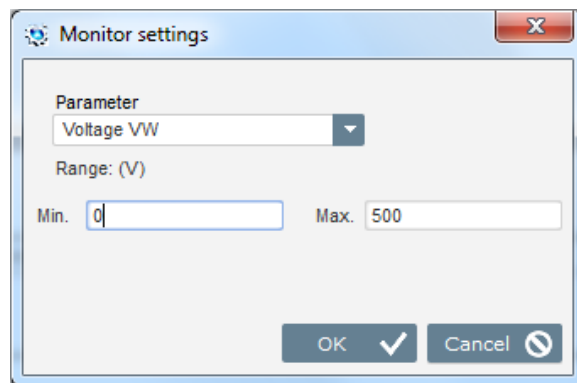 Monitor settings
Parameter
Voltage VW
Range: (V)
Min. 0 Max. 500
OK Cancel